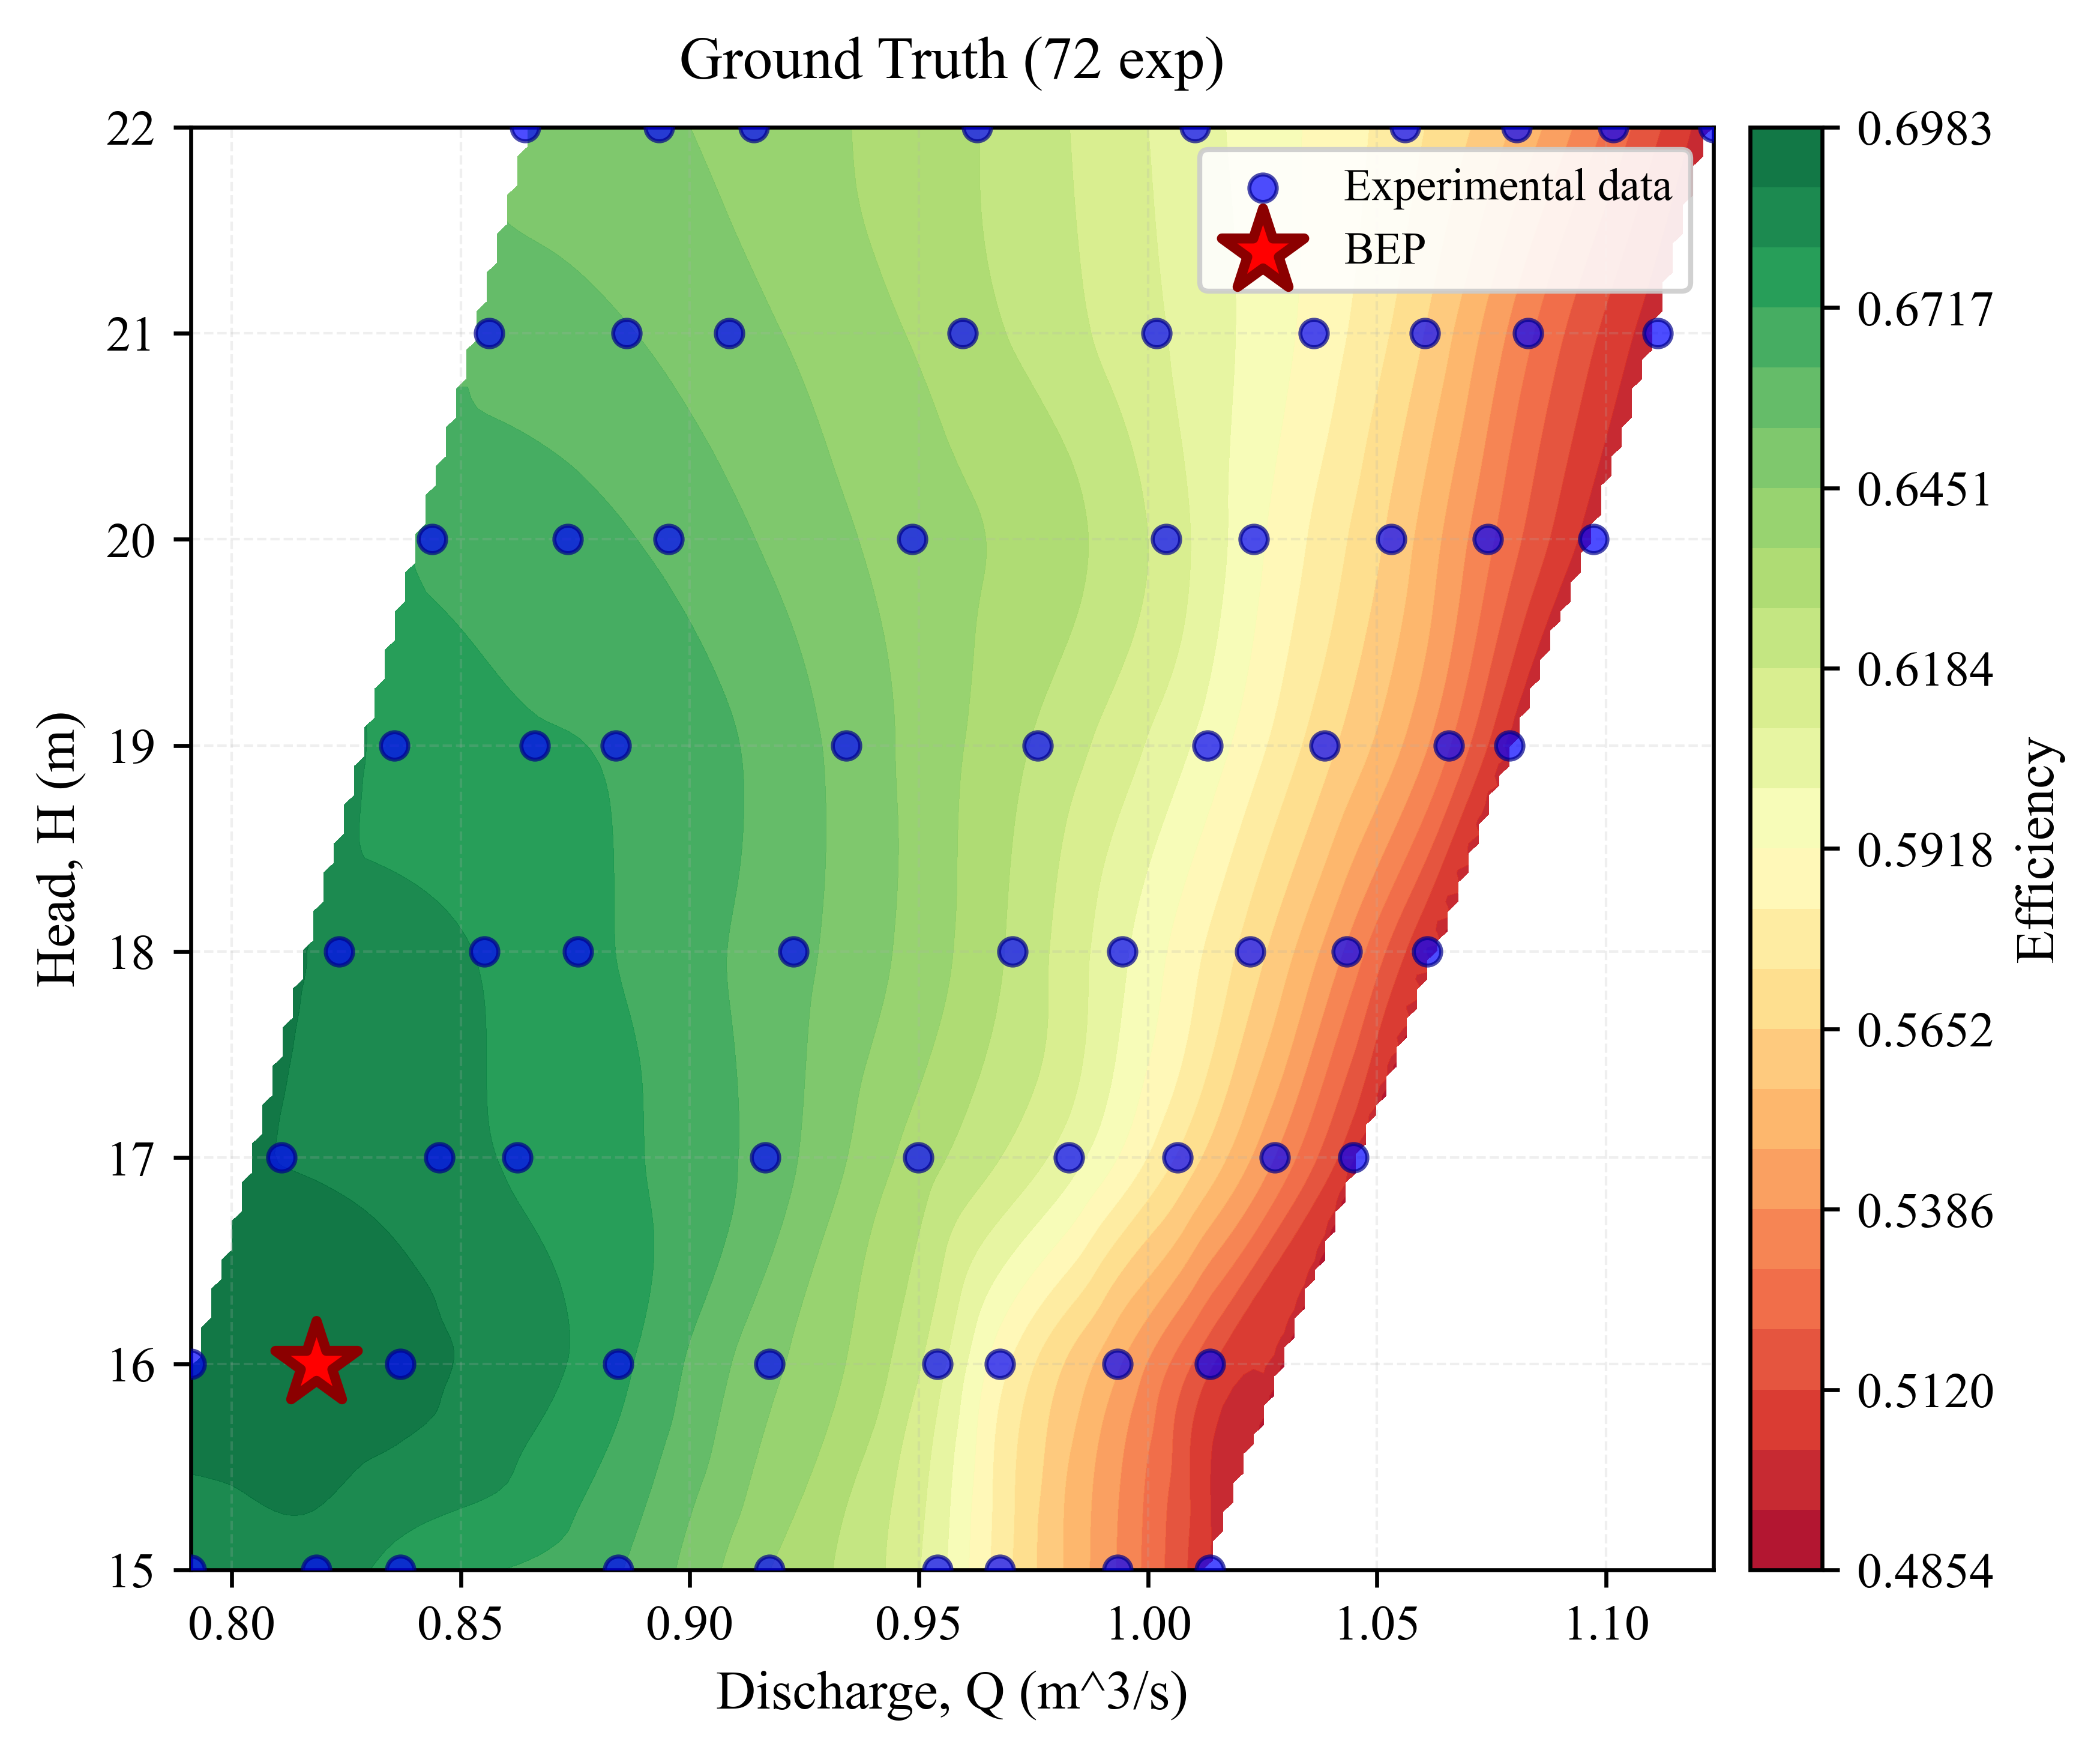 Ground Truth (72 exp)
Experimental data
BEP
22
21
20
19
18
17
16
15
Head, H (m)
0.80 0.85 0.90 0.95 1.00 1.05 1.10
Discharge, Q (m^3/s)
0.6983
0.6717
0.6451
0.6184
0.5918
0.5652
0.5386
0.5120
0.4854
Efficiency